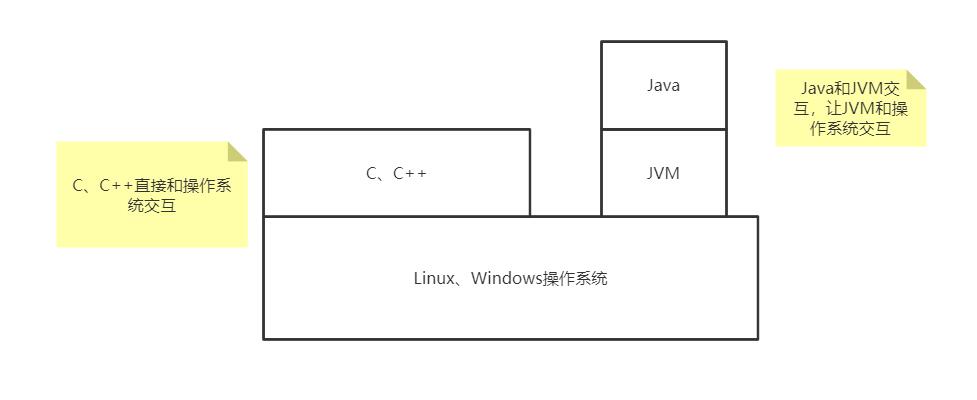 Java
Java和JVM交
互，让JVM和操
作系统交互
C、C++直接和操作系
统交互
C、C++
JVM
Linux、Windows操作系统